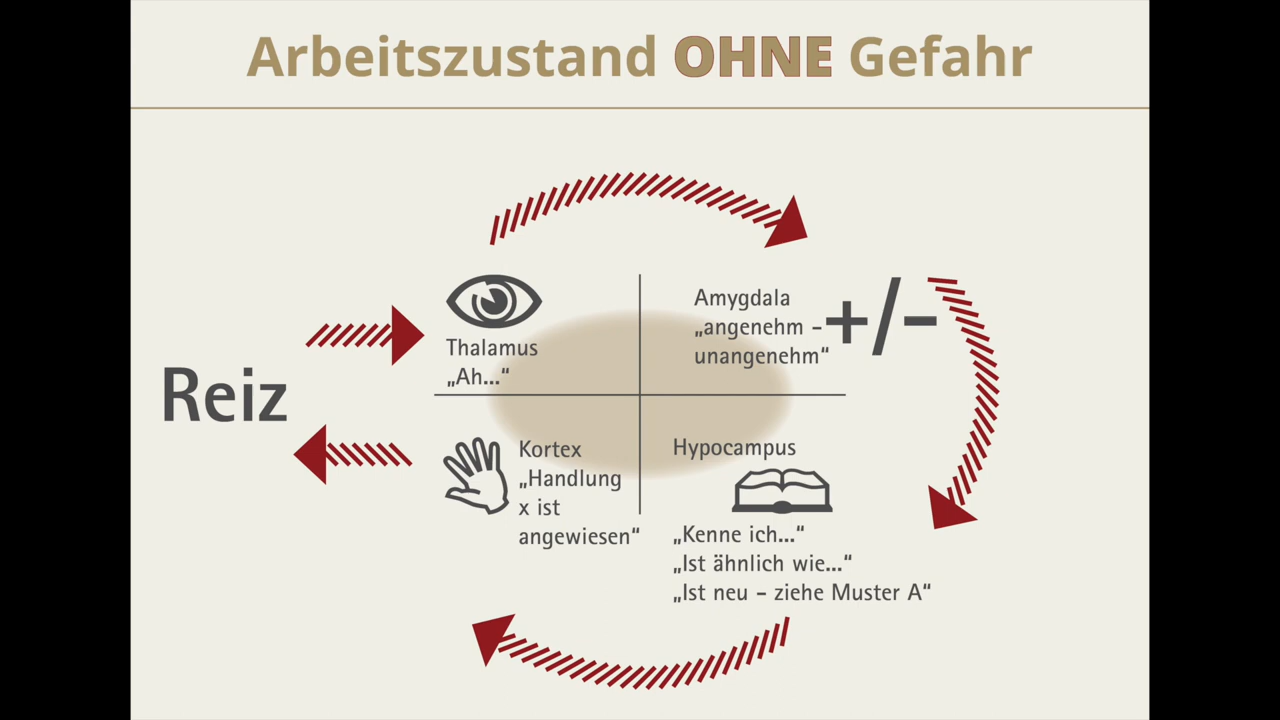 Arbeitszustand OHNE Gefahr
Reiz
Thalamus
„Ah...“
Amygdala
„angenehm -
unangenehm“
+/-
Kortex
„Handlung
x ist
angewiesen“
Hypocampus
„Kenne ich...“
„Ist ähnlich wie...“
„Ist neu - ziehe Muster A“